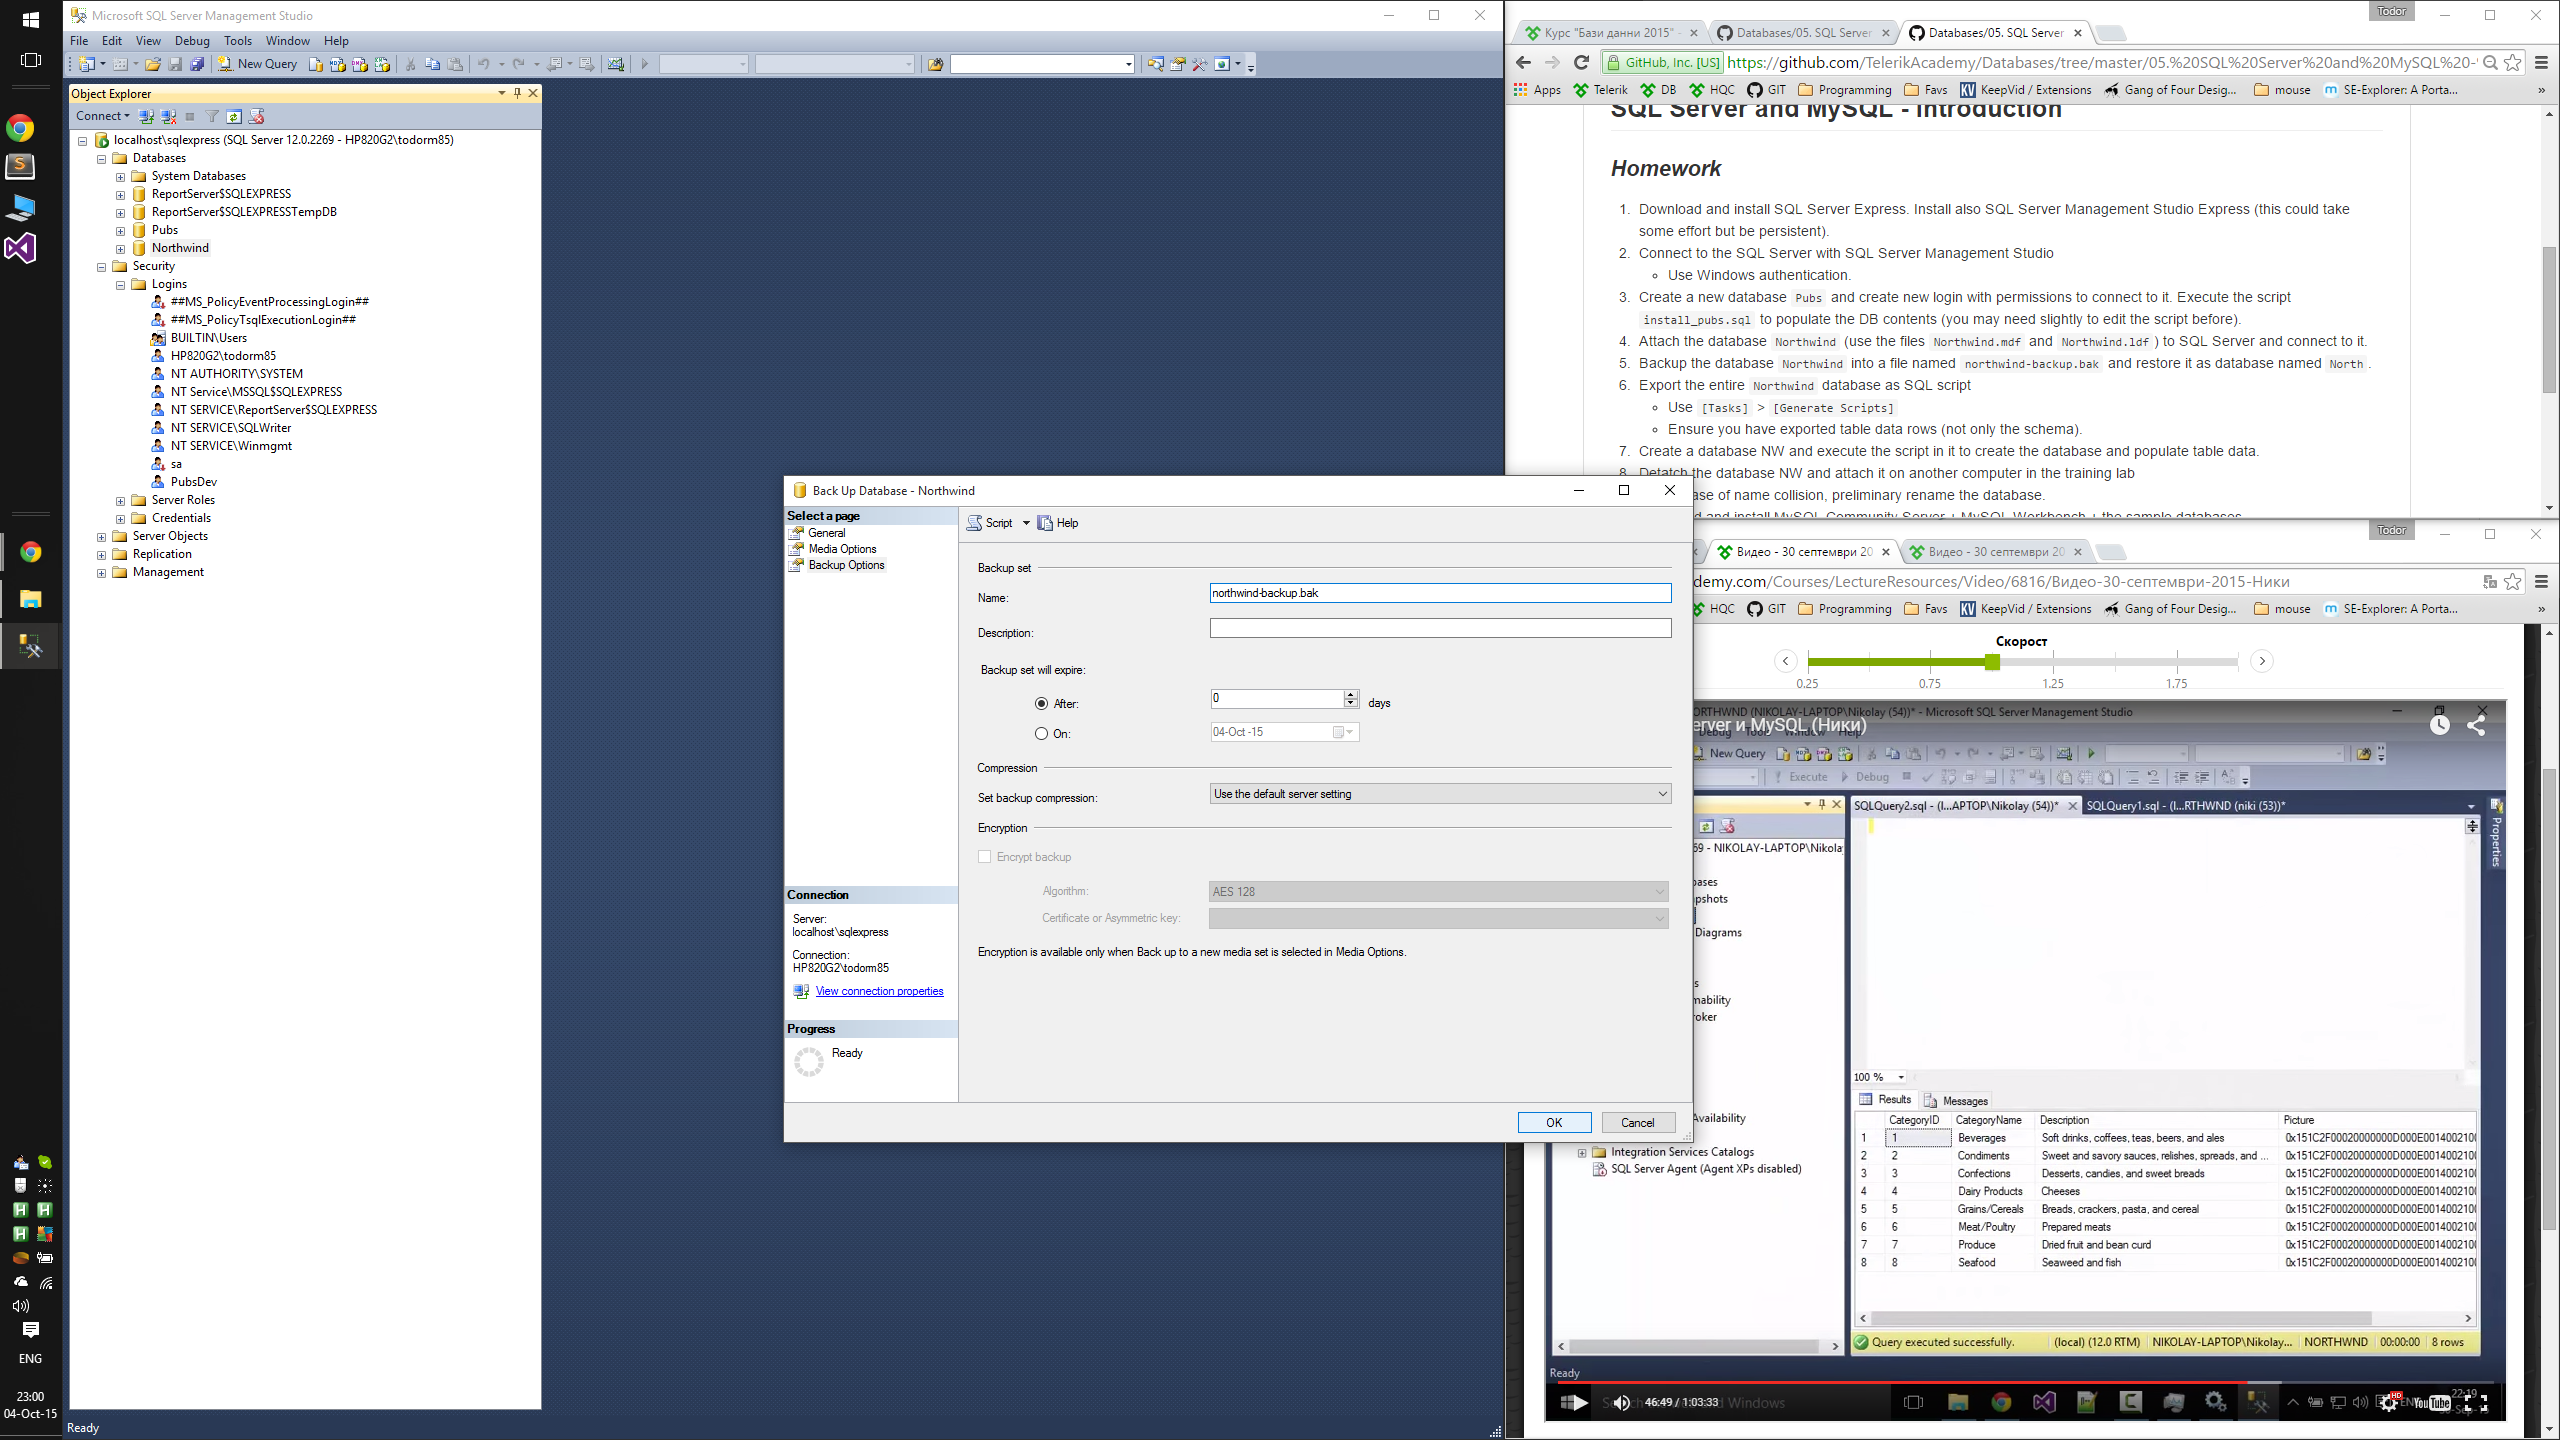 Microsoft SQL Server Management Studio
File Edit View Debug Tools Window Help
New Query
Object Explorer
Connect
localhost\sqlexpress (SQL Server 12.0.2269 - HP820G2\todorm85)
Databases
System Databases
ReportServer$SQLEXPRESS
ReportServer$SQLEXPRESSTempDB
Pubs
Northwind
Security
Logins
##MS_PolicyEventProcessingLogin##
##MS_PolicyTsqlExecutionLogin##
BUILTIN\Users
HP820G2\todorm85
NT AUTHORITY\SYSTEM
NT Service\MSSQL$SQLEXPRESS
NT SERVICE\ReportServer$SQLEXPRESS
NT SERVICE\SQLWriter
NT SERVICE\Winmgmt
sa
PubsDev
Server Roles
Credentials
Server Objects
Replication
Management
Ready
ENG
23:00
04-Oct-15
Back Up Database - Northwind
Select a page
General
Media Options
Backup Options
Script Help
Backup set
Name: northwind-backup.bak
Description:
Backup set will expire:
After: 0 days
On: 04-Oct -15
Compression
Set backup compression: Use the default server setting
Encryption
Encrypt backup
Algorithm: AES 128
Certificate or Asymmetric key:
Encryption is available only when Back up to a new media set is selected in Media Options.
Connection
Server:
localhost\sqlexpress
Connection:
HP820G2\todorm85
View connection properties
Progress
Ready
OK Cancel
Todor
Курс "Бази данни 2015" - Databases/05. SQL Server Databases/05. SQL Server
GitHub, Inc. [US] https://github.com/TelerikAcademy/Databases/tree/master/05.%20SQL%20Server%20and%20MySQL%20-
Apps Telerik DB HQC GIT Programming Favs KeepVid / Extensions Gang of Four Desig... mouse SE-Explorer: A Porta... »
SQL Server and MySQL - Introduction
Homework
1. Download and install SQL Server Express. Install also SQL Server Management Studio Express (this could take
some effort but be persistent).
2. Connect to the SQL Server with SQL Server Management Studio
Use Windows authentication.
3. Create a new database Pubs and create new login with permissions to connect to it. Execute the script
install_pubs.sql to populate the DB contents (you may need slightly to edit the script before).
4. Attach the database Northwind (use the files Northwind.mdf and Northwind.ldf) to SQL Server and connect to it.
5. Backup the database Northwind into a file named northwind-backup.bak and restore it as database named North.
6. Export the entire Northwind database as SQL script
Use [Tasks] > [Generate Scripts]
Ensure you have exported table data rows (not only the schema).
7. Create a database NW and execute the script in it to create the database and populate table data.
8. Detatch the database NW and attach it on another computer in the training lab
ase of name collision, preliminary rename the database.
d and install MySQL Community Server + MySQL Workbench + the sample databases
Todor
Видео - 30 септември 20 Видео - 30 септември 20
demy.com/Courses/LectureResources/Video/6816/Видео-30-септември-2015-Ники
HQC GIT Programming Favs KeepVid / Extensions Gang of Four Desig... mouse SE-Explorer: A Porta... »
Скорост
0.25 0.75 1.25 1.75
ORTHWND (NIKOLAY-LAPTOP\Nikolay (54))* - Microsoft SQL Server Management Studio
erver и MySQL (Ники)
Debug Tools Window Help
New Query
Execute Debug
SQLQuery2.sql - (l...APTOP\Nikolay (54))* SQLQuery1.sql - (l...RTHWND (niki (53))*
Properties
69 - NIKOLAY-LAPTOP\Nikolay
bases
pshots
Diagrams
s
mability
roker
Availability
Integration Services Catalogs
SQL Server Agent (Agent XPs disabled)
100 %
Results Messages
CategoryID CategoryName Description Picture
1 1 Beverages Soft drinks, coffees, teas, beers, and ales 0x151C2F00020000000D000E0014002100
2 2 Condiments Sweet and savory sauces, relishes, spreads, and ... 0x151C2F00020000000D000E0014002100
3 3 Confections Desserts, candies, and sweet breads 0x151C2F00020000000D000E0014002100
4 4 Dairy Products Cheeses 0x151C2F00020000000D000E0014002100
5 5 Grains/Cereals Breads, crackers, pasta, and cereal 0x151C2F00020000000D000E0014002100
6 6 Meat/Poultry Prepared meats 0x151C2F00020000000D000E0014002100
7 7 Produce Dried fruit and bean curd 0x151C2F00020000000D000E0014002100
8 8 Seafood Seaweed and fish 0x151C2F00020000000D000E0014002100
Query executed successfully. (local) (12.0 RTM) NIKOLAY-LAPTOP\Nikolay... NORTHWND 00:00:00 8 rows
Ready
46:49 / 1:03:33
HD
YouTube
22:19